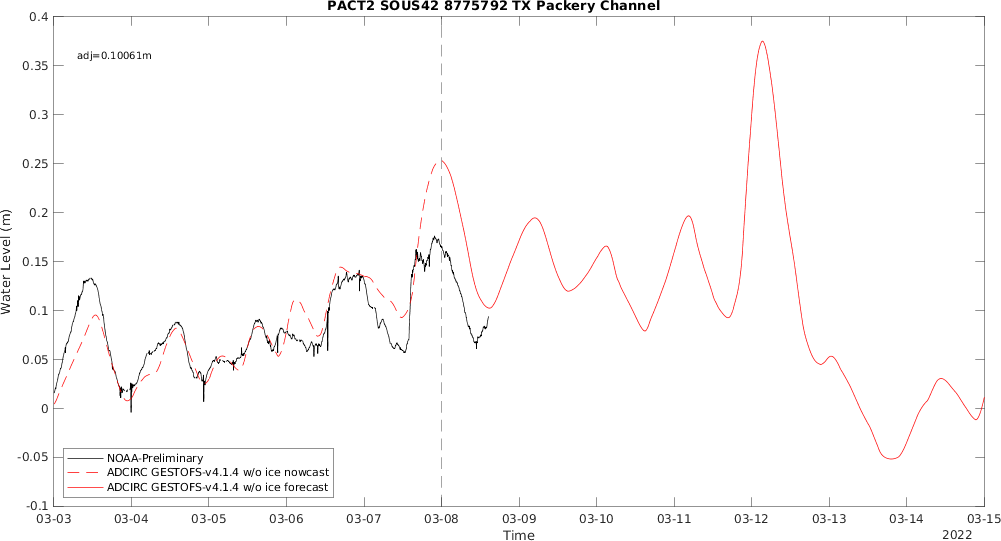 PACT2 SOUS42 8775792 TX Packery Channel
0.4
adj=0.10061m
0.35
0.3
0.25
0.2
0.15
0.1
0.05
0
-0.05
-0.1
Water Level (m)
NOAA-Preliminary
ADCIRC GESTOFS-v4.1.4 w/o ice nowcast
ADCIRC GESTOFS-v4.1.4 w/o ice forecast
03-03 03-04 03-05 03-06 03-07 03-08 03-09 03-10 03-11 03-12 03-13 03-14 03-15
Time
2022